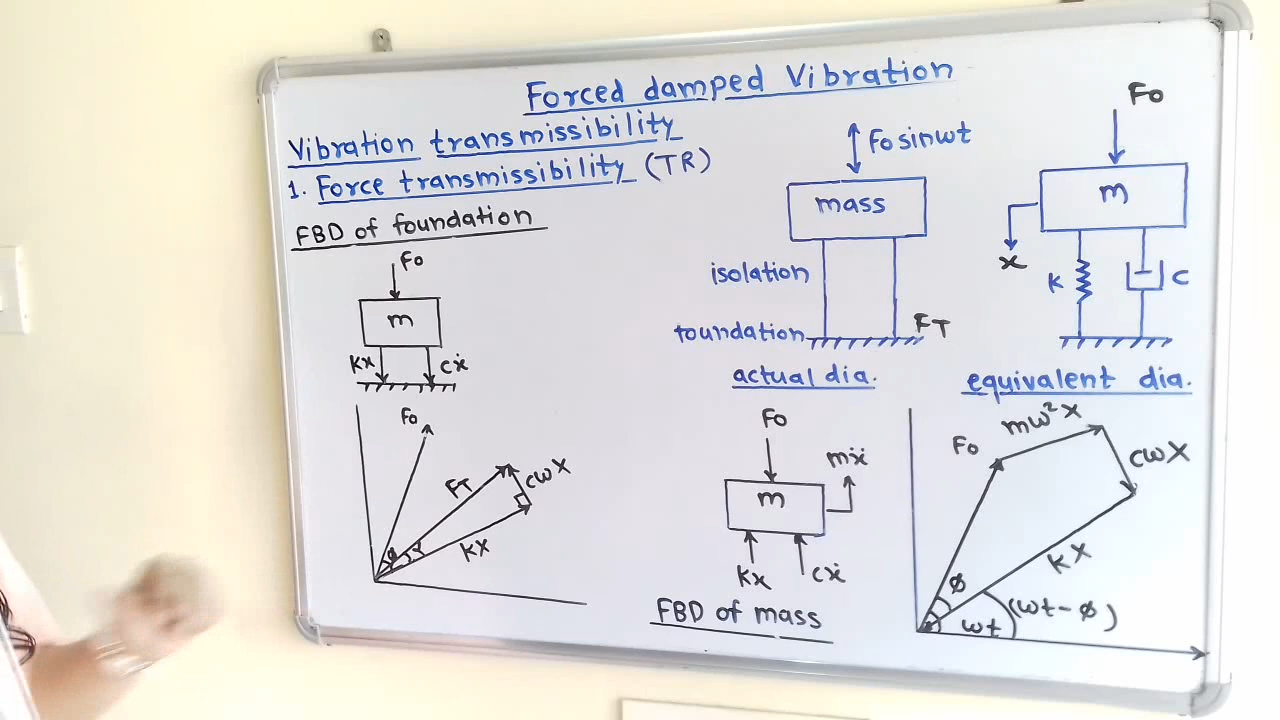 Forced damped Vibration
Vibration transmissibility
1. Force transmissibility (TR)
FBD of foundation
Fo
m
kx
cẋ
Fo
FT
cωX
kX
φ
γ
Fo sinωt
mass
isolation
foundation
FT
actual dia.
Fo
m
x
K
C
equivalent dia.
Fo
m
mẍ
kx
cẋ
FBD of mass
Fo
mω²X
cωX
kX
φ
ωt
(ωt-φ)